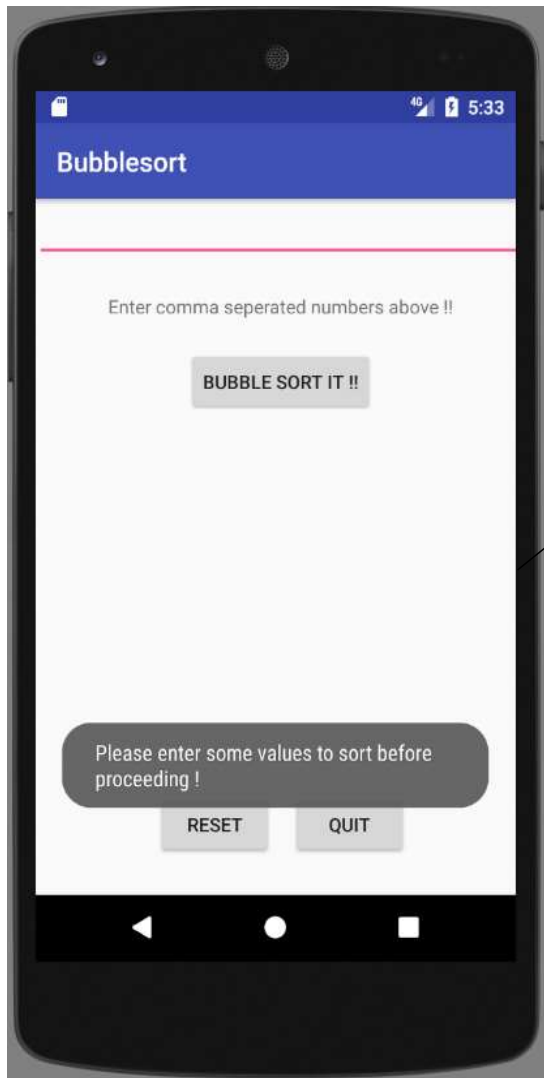 4G 5:33
Bubblesort
Enter comma seperated numbers above !!
BUBBLE SORT IT !!
Please enter some values to sort before
proceeding !
RESET QUIT